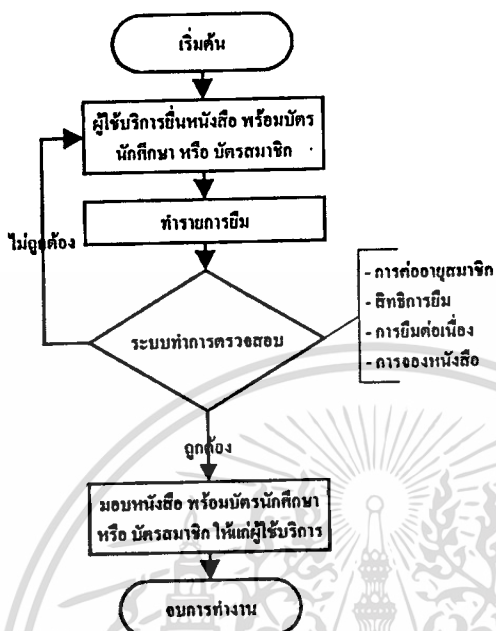 เริ่มต้น
ผู้ใช้บริการยื่นหนังสือ พร้อมบัตร
นักศึกษา หรือ บัตรสมาชิก
ทำรายการยืม
ไม่ถูกต้อง
ระบบทำการตรวจสอบ
- การต่ออายุสมาชิก
- สิทธิการยืม
- การยืมต่อเนื่อง
- การจองหนังสือ
ถูกต้อง
มอบหนังสือ พร้อมบัตรนักศึกษา
หรือ บัตรสมาชิก ให้แก่ผู้ใช้บริการ
จบการทำงาน